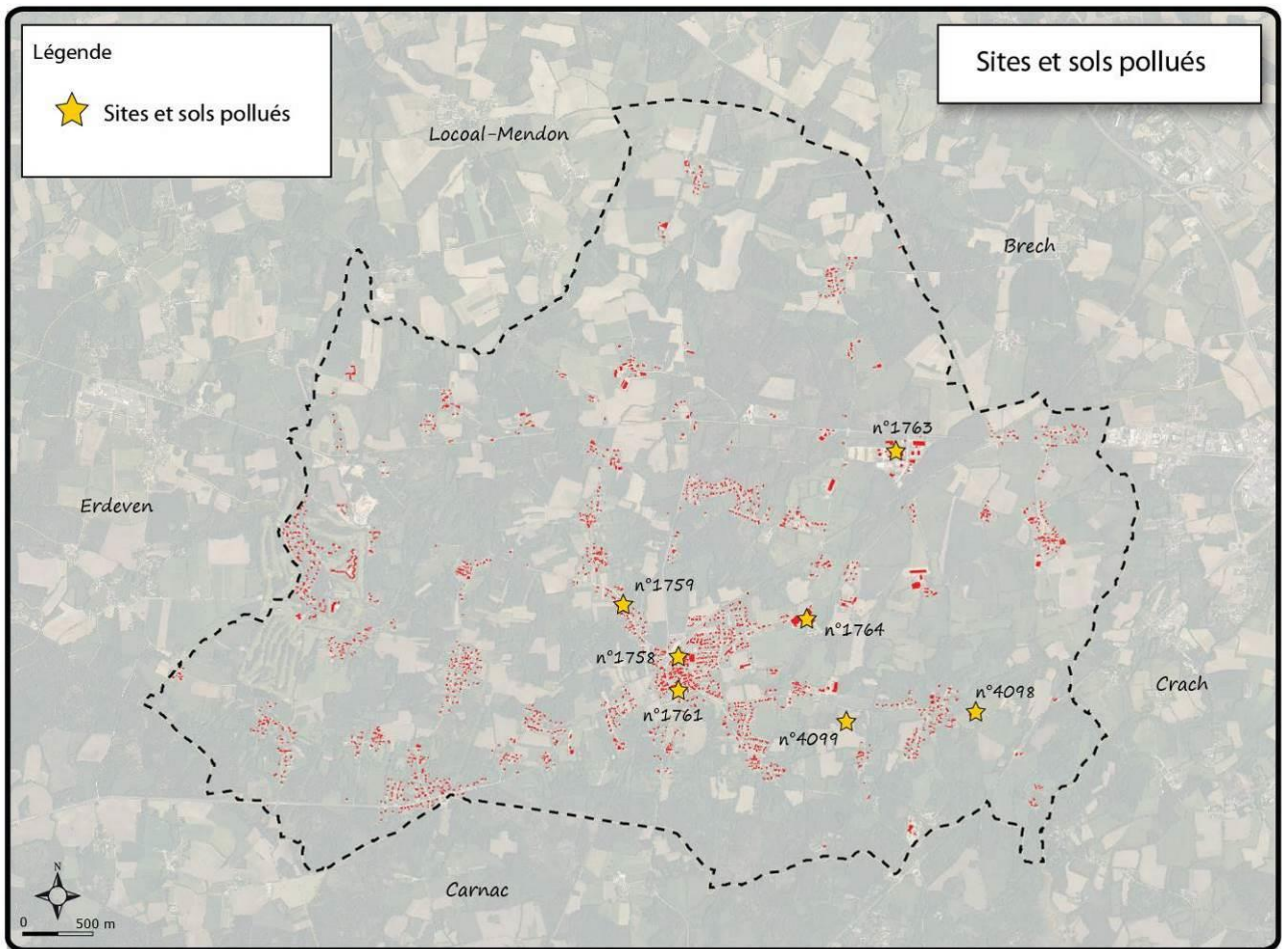 Légende
Sites et sols pollués
Sites et sols pollués
Locoal-Mendon
Brech
n°1763
Erdeven
n°1759
n°1764
n°1758
Crach
n°4098
n°1761
n°4099
Carnac
N
0 500 m